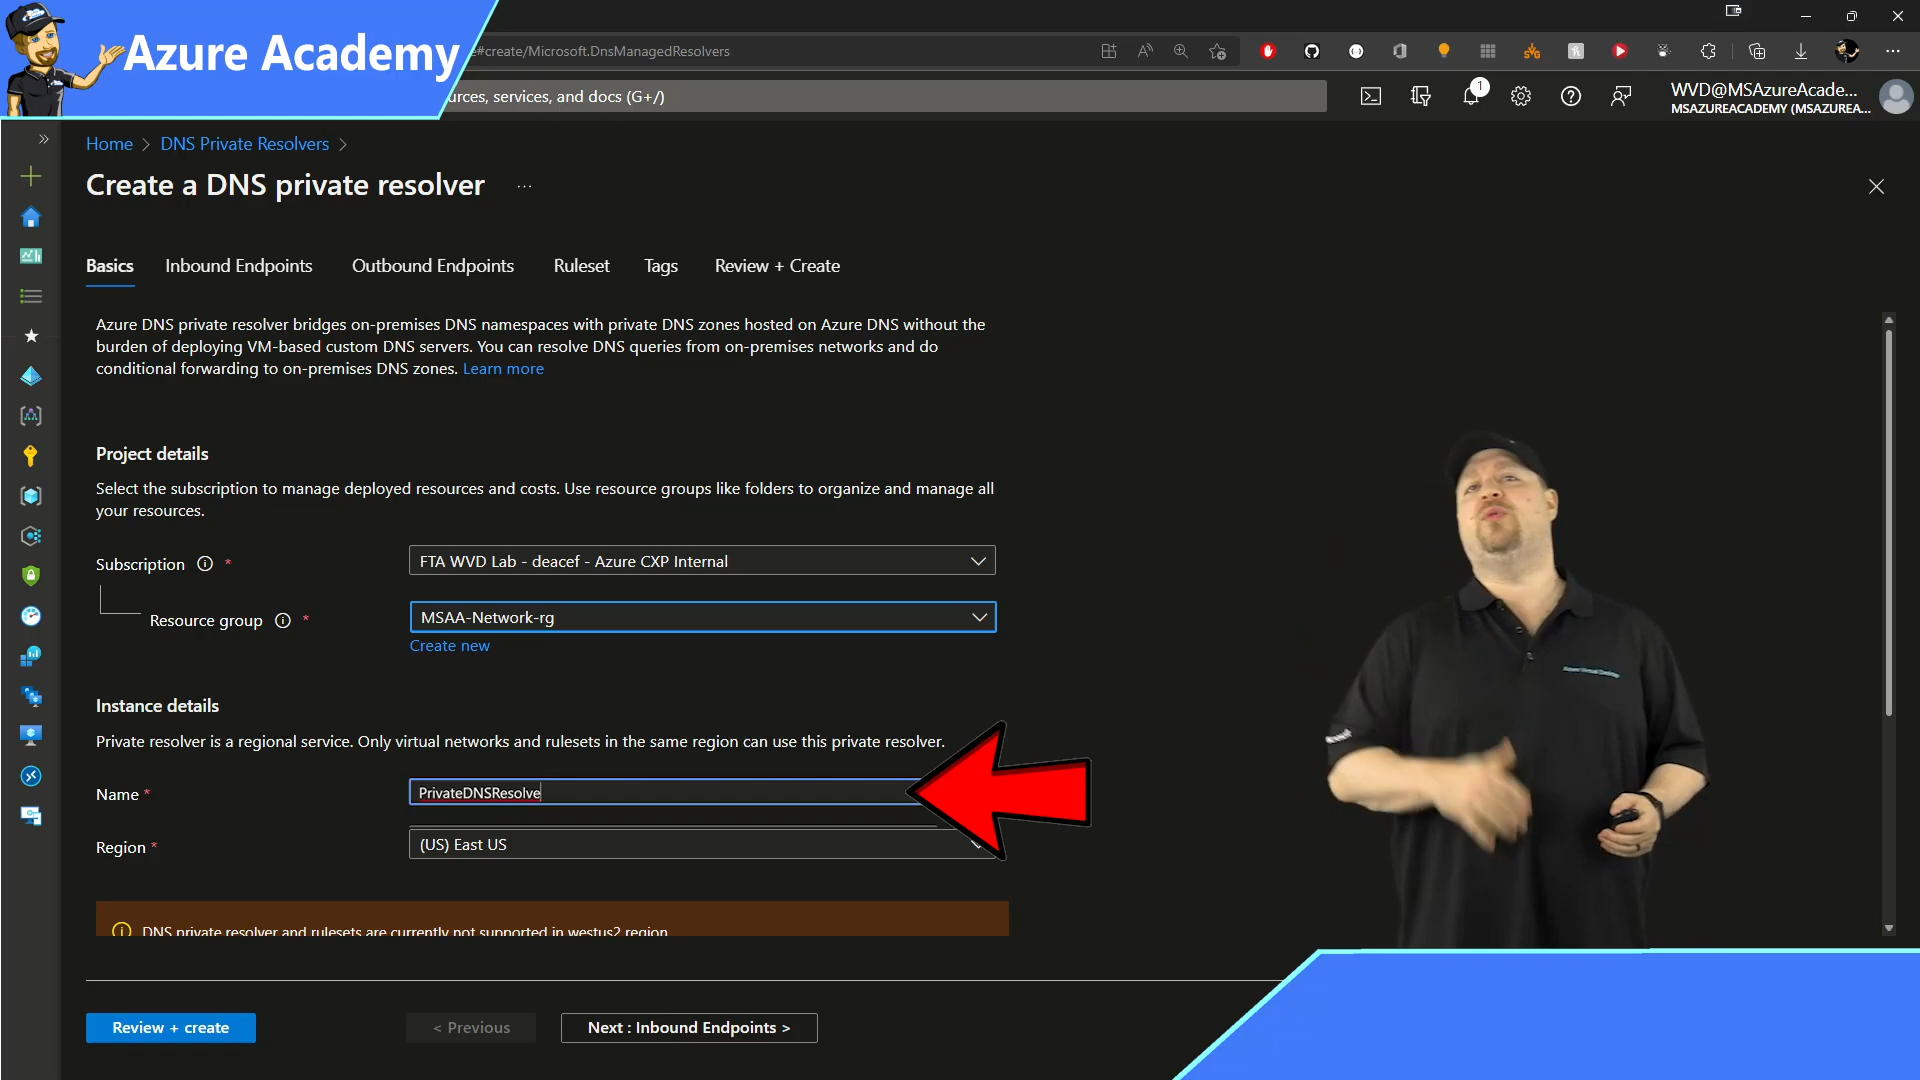 Azure Academy
#create/Microsoft.DnsManagedResolvers
urces, services, and docs (G+/)
1
WVD@MSAzureAcade...
MSAZUREACADEMY (MSAZUREA...
Home > DNS Private Resolvers >
Create a DNS private resolver ...
Basics Inbound Endpoints Outbound Endpoints Ruleset Tags Review + Create
Azure DNS private resolver bridges on-premises DNS namespaces with private DNS zones hosted on Azure DNS without the
burden of deploying VM-based custom DNS servers. You can resolve DNS queries from on-premises networks and do
conditional forwarding to on-premises DNS zones. Learn more
Project details
Select the subscription to manage deployed resources and costs. Use resource groups like folders to organize and manage all
your resources.
Subscription * FTA WVD Lab - deacef - Azure CXP Internal
Resource group * MSAA-Network-rg
Create new
Instance details
Private resolver is a regional service. Only virtual networks and rulesets in the same region can use this private resolver.
Name * PrivateDNSResolve
Region * (US) East US
DNS private resolver and rulesets are currently not supported in westus2 region
Review + create < Previous Next : Inbound Endpoints >